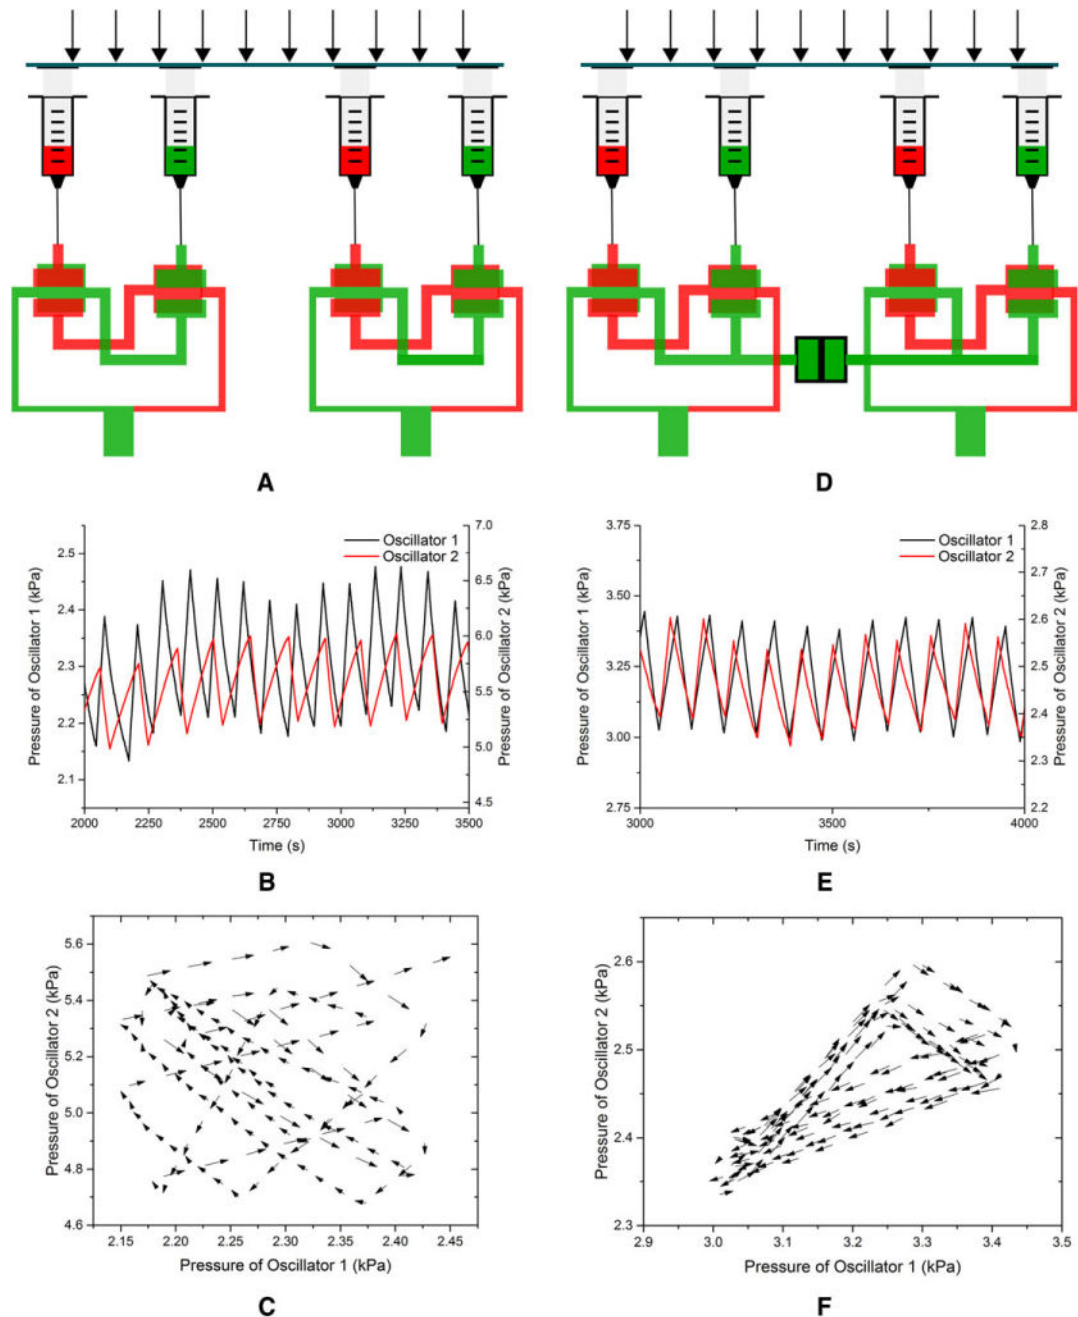 A
D
Pressure of Oscillator 1 (kPa)
2.5
2.4
2.3
2.2
2.1
Oscillator 1
Oscillator 2
7.0
6.5
6.0
5.5
5.0
4.5
Pressure of Oscillator 2 (kPa)
2000 2250 2500 2750 3000 3250 3500
Time (s)
B
Pressure of Oscillator 1 (kPa)
3.75
3.50
3.25
3.00
2.75
Oscillator 1
Oscillator 2
2.8
2.7
2.6
2.5
2.4
2.3
2.2
Pressure of Oscillator 2 (kPa)
3000 3500 4000
Time (s)
E
Pressure of Oscillator 2 (kPa)
5.6
5.4
5.2
5.0
4.8
4.6
2.15 2.20 2.25 2.30 2.35 2.40 2.45
Pressure of Oscillator 1 (kPa)
C
Pressure of Oscillator 2 (kPa)
2.6
2.5
2.4
2.3
2.9 3.0 3.1 3.2 3.3 3.4 3.5
Pressure of Oscillator 1 (kPa)
F